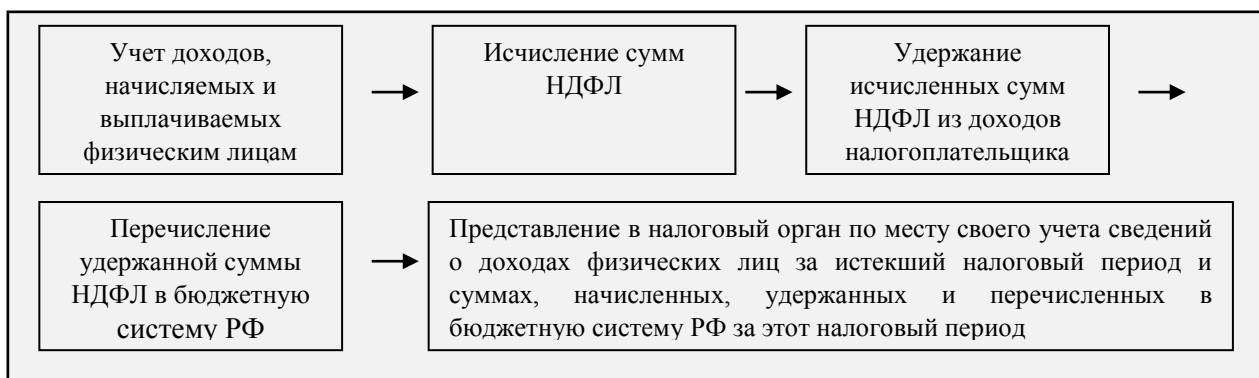 Учет доходов,
начисляемых и
выплачиваемых
физическим лицам
Исчисление сумм
НДФЛ
Удержание
исчисленных сумм
НДФЛ из доходов
налогоплательщика
Перечисление
удержанной суммы
НДФЛ в бюджетную
систему РФ
Представление в налоговый орган по месту своего учета сведений
о доходах физических лиц за истекший налоговый период и
суммах, начисленных, удержанных и перечисленных в
бюджетную систему РФ за этот налоговый период